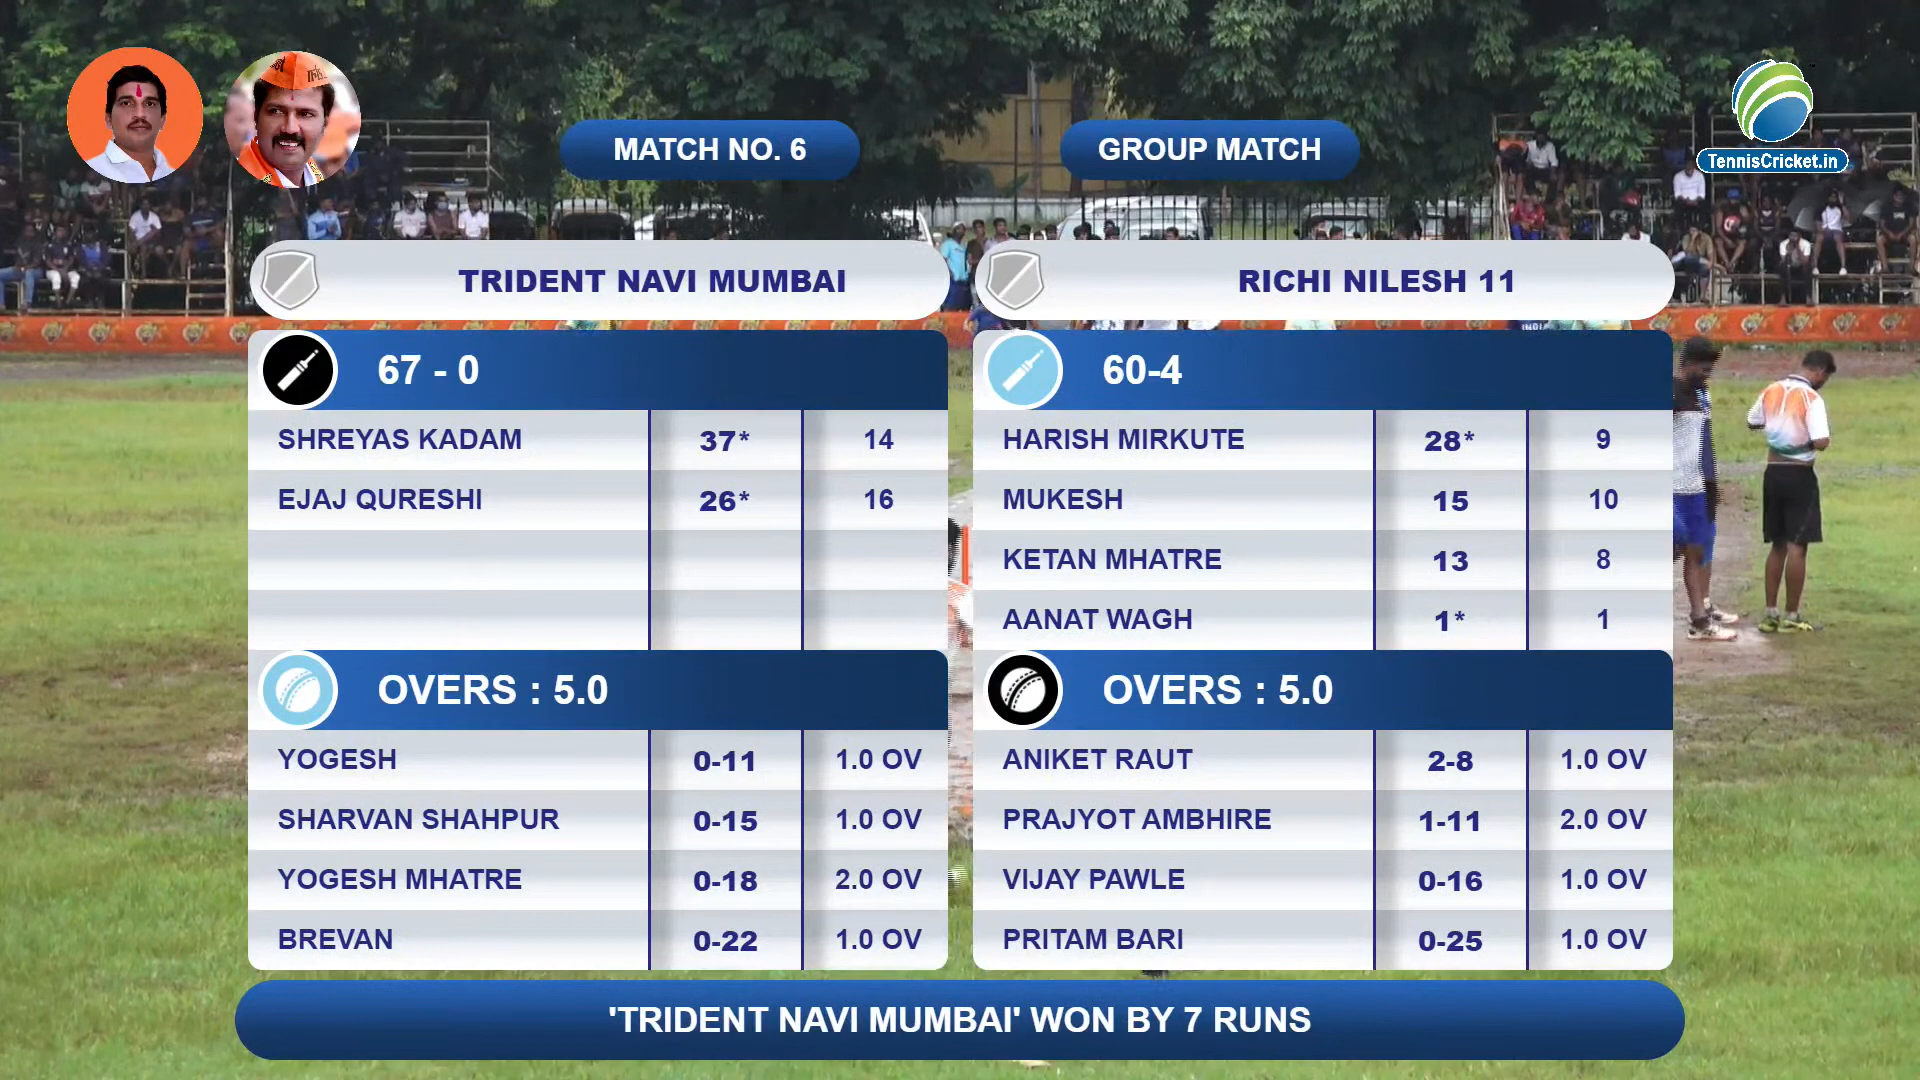 MATCH NO. 6
GROUP MATCH
TennisCricket.in
TRIDENT NAVI MUMBAI
67 - 0
SHREYAS KADAM 37* 14
EJAJ QURESHI 26* 16
OVERS : 5.0
YOGESH 0-11 1.0 OV
SHARVAN SHAHPUR 0-15 1.0 OV
YOGESH MHATRE 0-18 2.0 OV
BREVAN 0-22 1.0 OV
RICHI NILESH 11
60-4
HARISH MIRKUTE 28* 9
MUKESH 15 10
KETAN MHATRE 13 8
AANAT WAGH 1* 1
OVERS : 5.0
ANIKET RAUT 2-8 1.0 OV
PRAJYOT AMBHIRE 1-11 2.0 OV
VIJAY PAWLE 0-16 1.0 OV
PRITAM BARI 0-25 1.0 OV
'TRIDENT NAVI MUMBAI' WON BY 7 RUNS